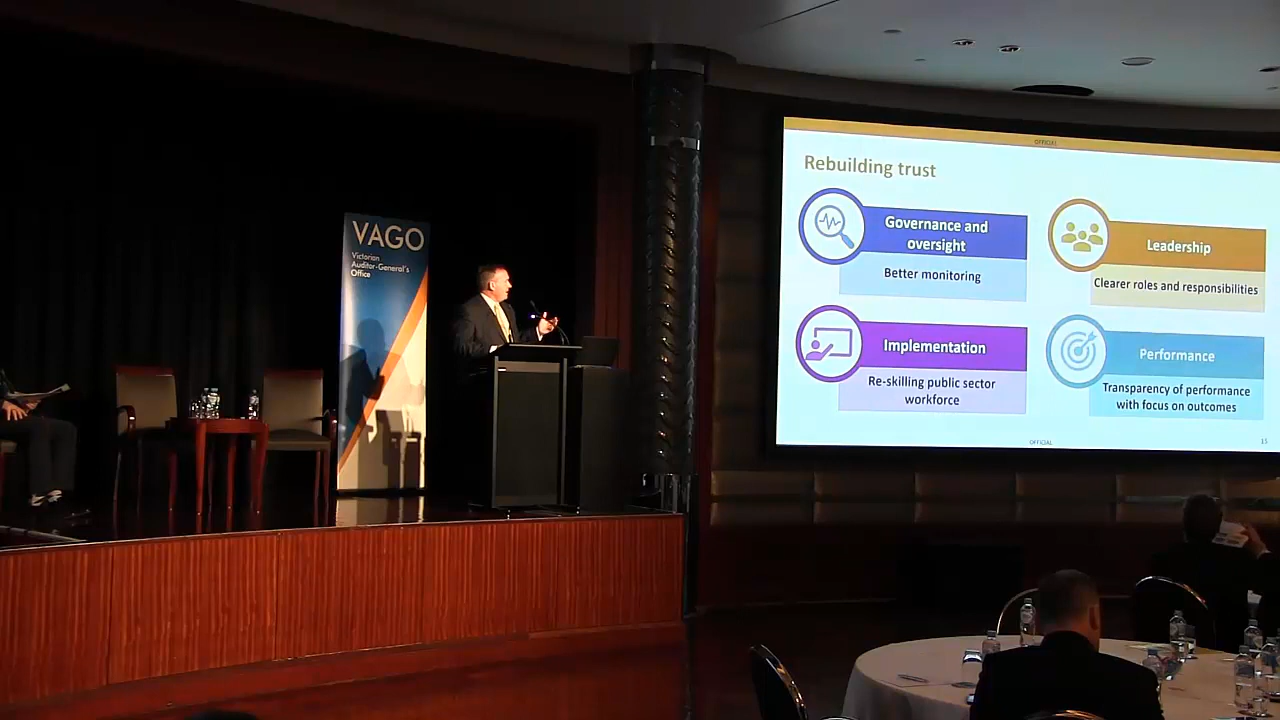 VAGO
Victorian
Auditor-General's
Office
OFFICIAL
Rebuilding trust
Governance and
oversight
Better monitoring
Leadership
Clearer roles and responsibilities
Implementation
Re-skilling public sector
workforce
Performance
Transparency of performance
with focus on outcomes
OFFICIAL
15